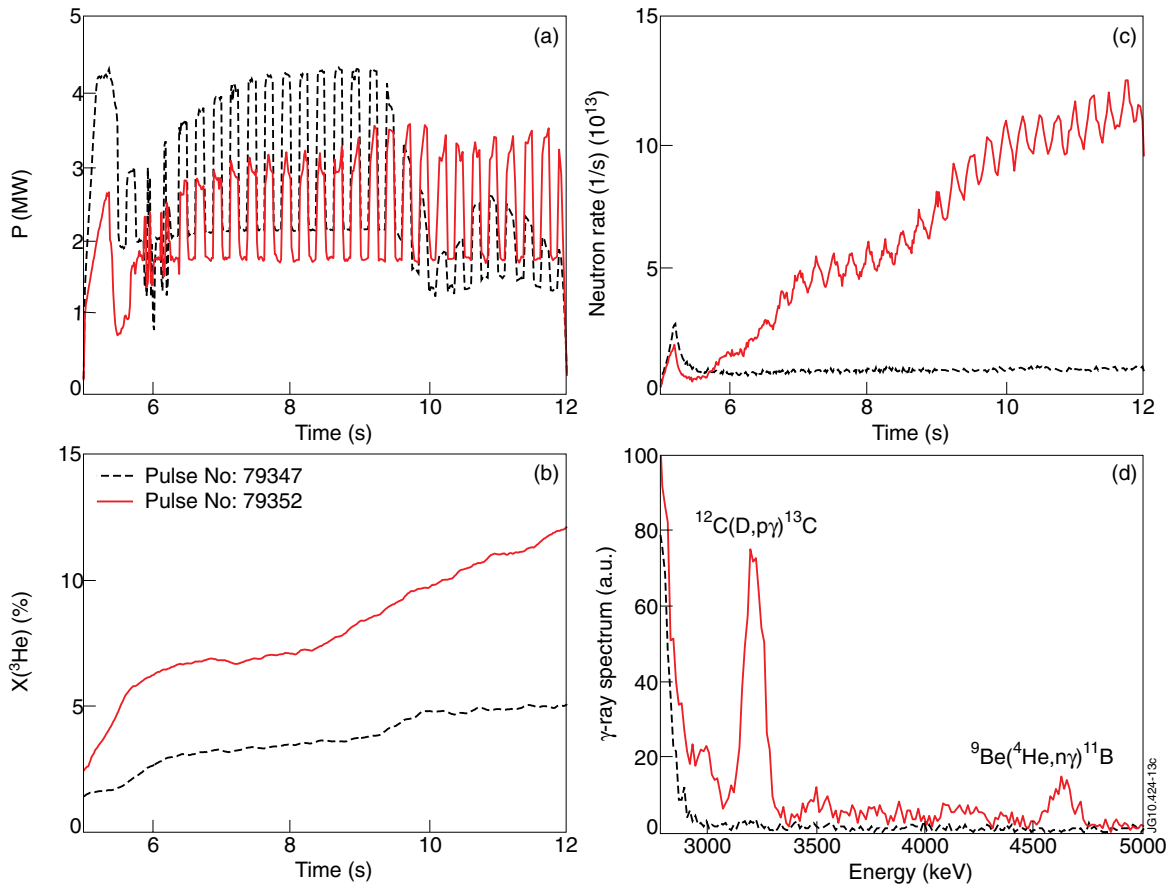 (a)
P (MW)
5
4
3
2
1
0
6
8
10
12
Time (s)
(c)
Neutron rate (1/s) (10¹³)
15
10
5
0
6
8
10
12
Time (s)
(b)
Pulse No: 79347
Pulse No: 79352
X(³He) (%)
15
10
5
0
6
8
10
12
Time (s)
(d)
¹²C(D,pγ)¹³C
⁹Be(⁴He,nγ)¹¹B
γ-ray spectrum (a.u.)
100
80
60
40
20
0
3000
3500
4000
4500
5000
Energy (keV)
JG10.424-13c